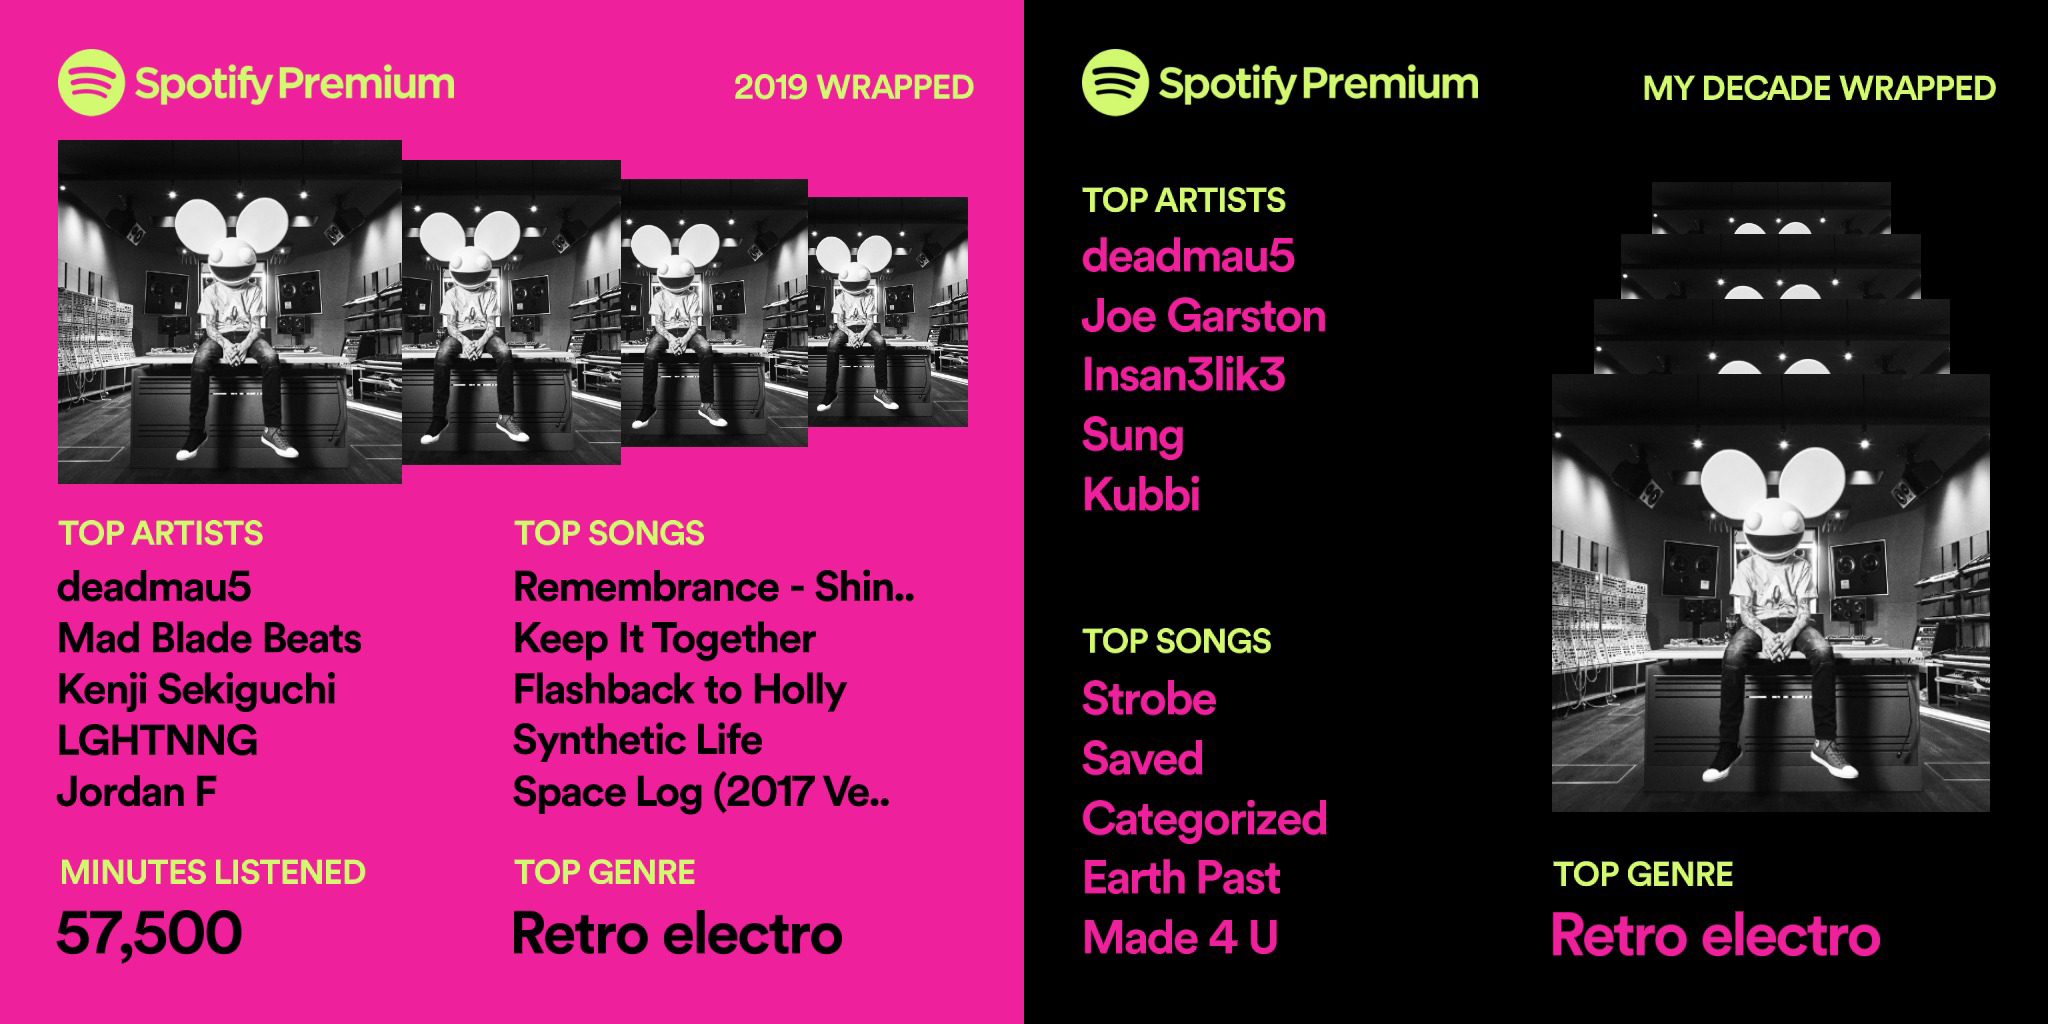 Spotify Premium
2019 WRAPPED
TOP ARTISTS
deadmau5
Mad Blade Beats
Kenji Sekiguchi
LGHTNNG
Jordan F
TOP SONGS
Remembrance - Shin..
Keep It Together
Flashback to Holly
Synthetic Life
Space Log (2017 Ve..
MINUTES LISTENED
57,500
TOP GENRE
Retro electro
Spotify Premium
MY DECADE WRAPPED
TOP ARTISTS
deadmau5
Joe Garston
Insan3lik3
Sung
Kubbi
TOP SONGS
Strobe
Saved
Categorized
Earth Past
Made 4 U
TOP GENRE
Retro electro